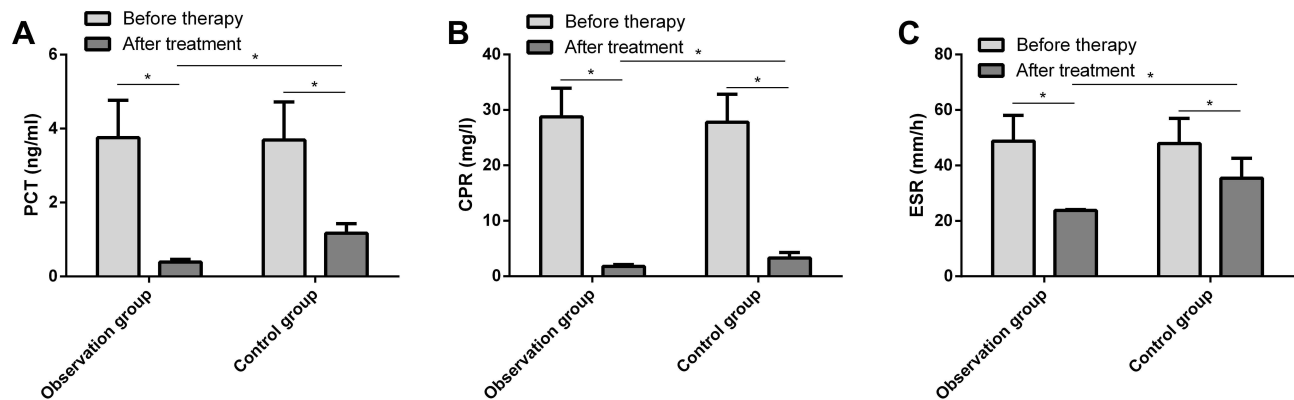 A
Before therapy
After treatment
PCT (ng/ml)
6
4
2
0
*
*
*
Observation group
Control group
B
Before therapy
After treatment
CPR (mg/l)
40
30
20
10
0
*
*
*
Observation group
Control group
C
Before therapy
After treatment
ESR (mm/h)
80
60
40
20
0
*
*
*
Observation group
Control group